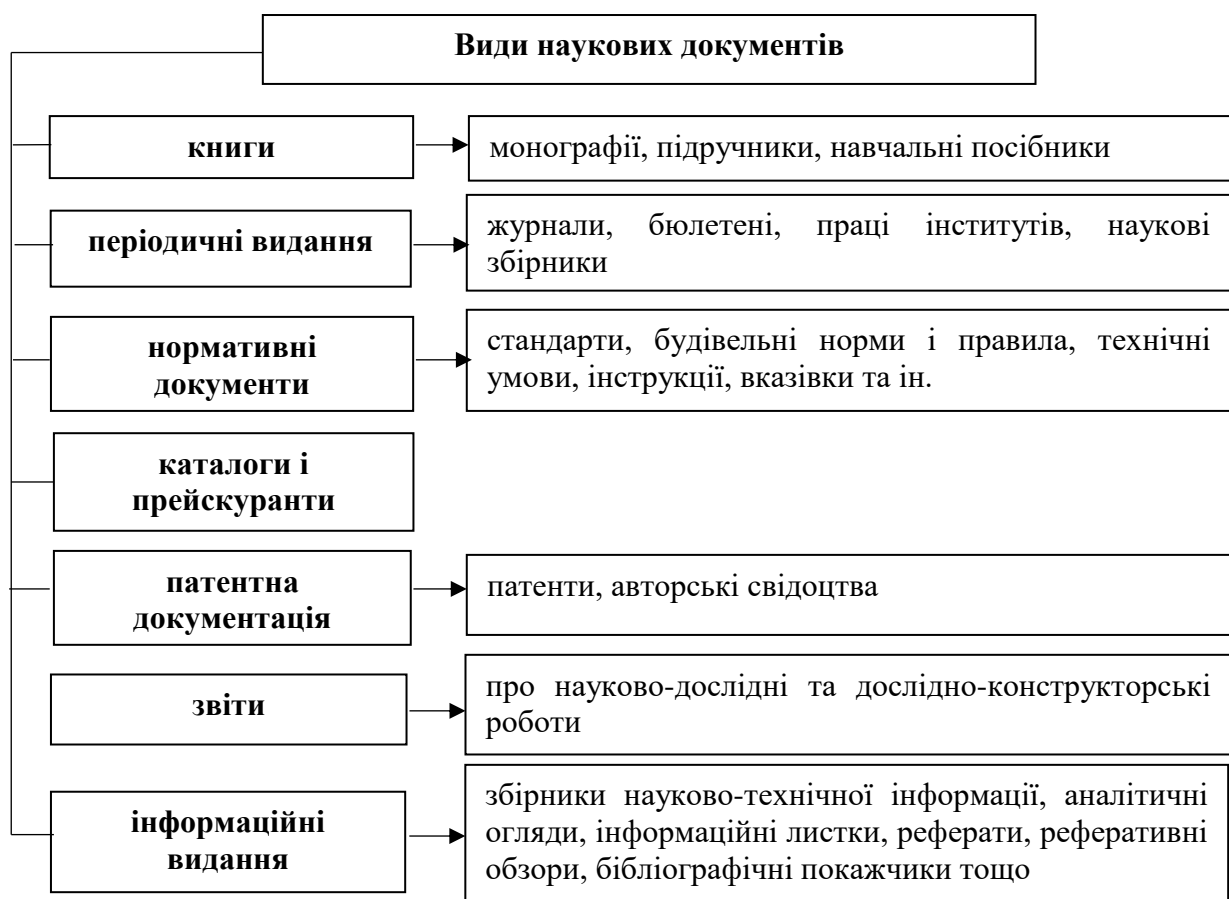 Види наукових документів
книги
монографії, підручники, навчальні посібники
періодичні видання
журнали, бюлетені, праці інститутів, наукові
збірники
нормативні
документи
стандарти, будівельні норми і правила, технічні
умови, інструкції, вказівки та ін.
каталоги і
прейскуранти
патентна
документація
патенти, авторські свідоцтва
звіти
про науково-дослідні та дослідно-конструкторські
роботи
інформаційні
видання
збірники науково-технічної інформації, аналітичні
огляди, інформаційні листки, реферати, реферативні
обзори, бібліографічні покажчики тощо